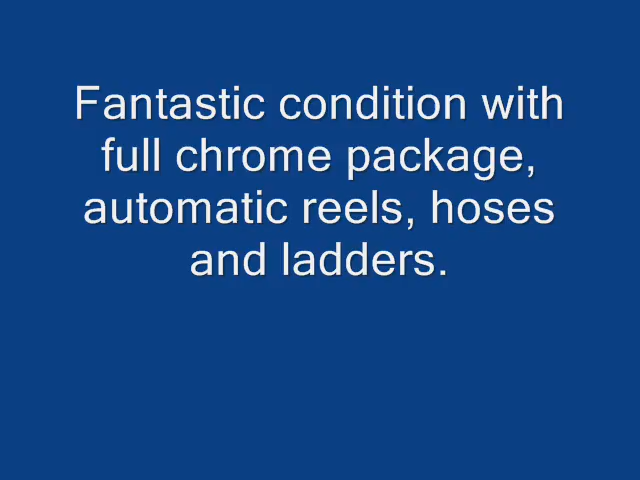 Fantastic condition with
full chrome package,
automatic reels, hoses
and ladders.